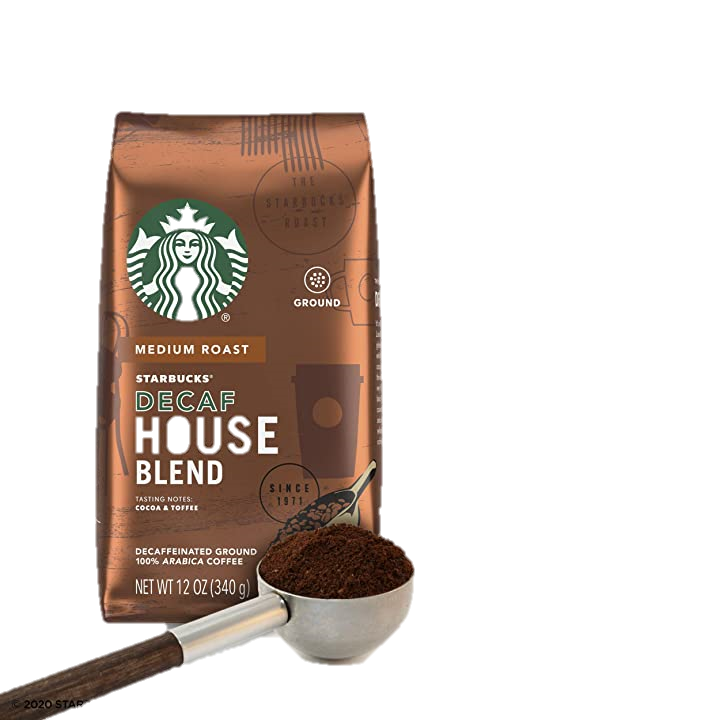 THE
STARBUCKS
ROAST
®
GROUND
MEDIUM ROAST
STARBUCKS®
DECAF
HOUSE
BLEND
SINCE
1971
TASTING NOTES:
COCOA & TOFFEE
DECAFFEINATED GROUND
100% ARABICA COFFEE
NET WT 12 OZ (340 g)
© 2020